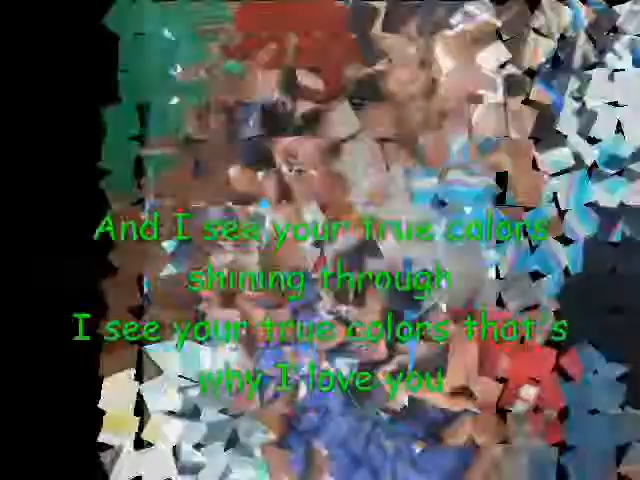 And I see your true colors
shining through
I see your true colors that's
why I love you